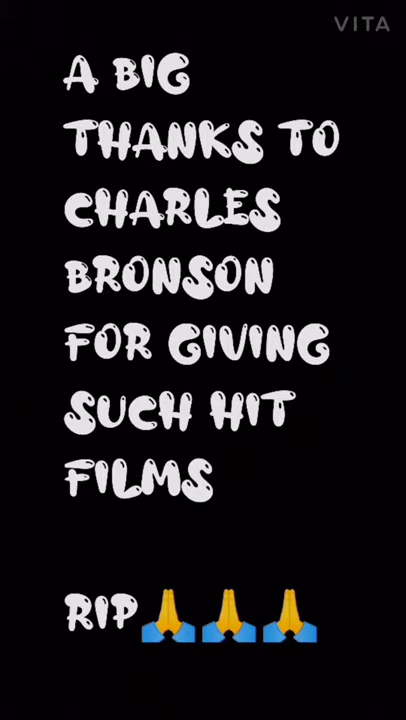 VITA
A BIG
THANKS TO
CHARLES
BRONSON
FOR GIVING
SUCH HIT
FILMS
RIP🙏🙏🙏